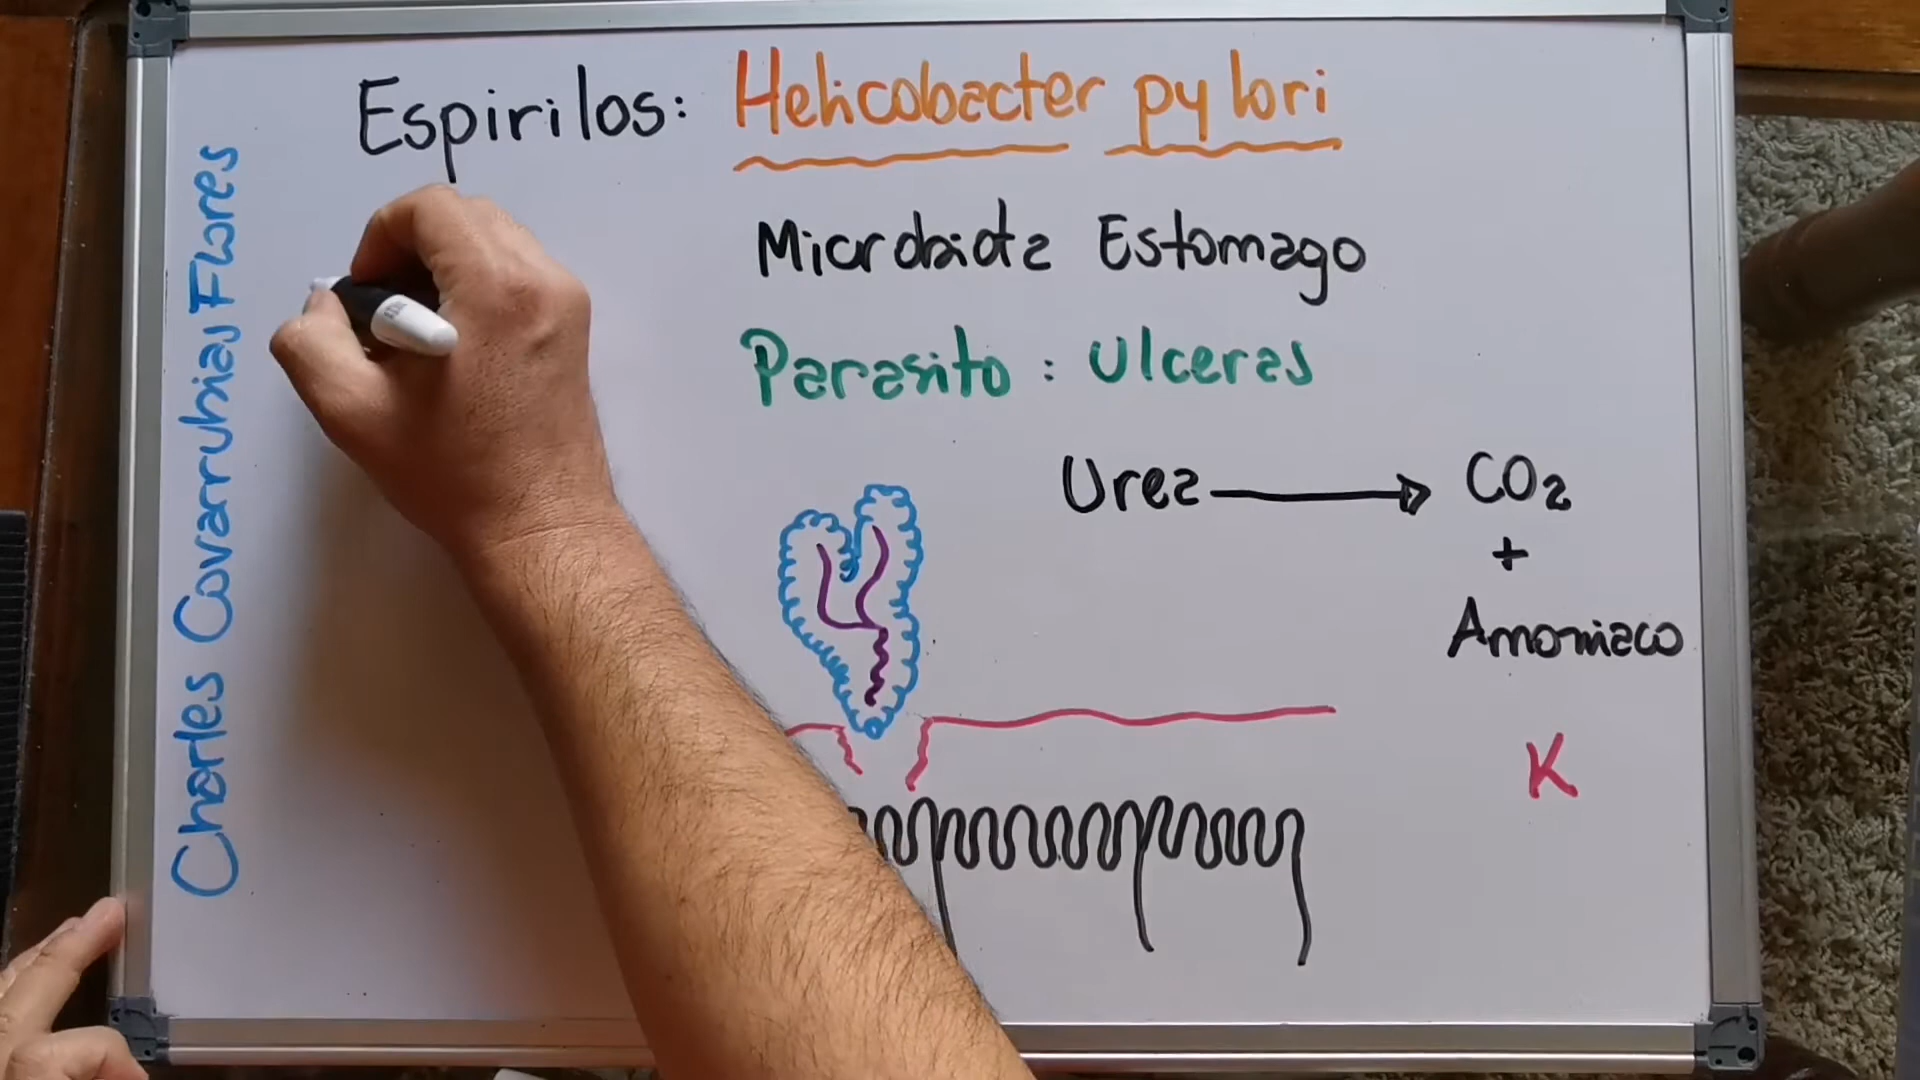 Espirilos: Helicobacter pylori
Microbiota Estomago
Parasito: Ulceras
Urea → CO₂
+
Amoniaco
K
Charles Covarrubias Flores